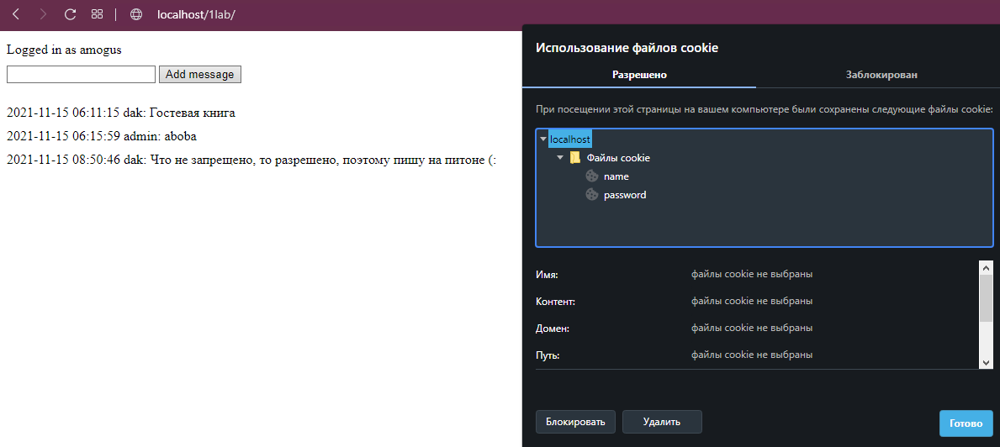 localhost/1lab/
Logged in as amogus
Add message
2021-11-15 06:11:15 dak: Гостевая книга
2021-11-15 06:15:59 admin: aboba
2021-11-15 08:50:46 dak: Что не запрещено, то разрешено, поэтому пишу на питоне (:
Использование файлов cookie
Разрешено Заблокирован
При посещении этой страницы на вашем компьютере были сохранены следующие файлы cookie:
localhost
Файлы cookie
name
password
Имя: файлы cookie не выбраны
Контент: файлы cookie не выбраны
Домен: файлы cookie не выбраны
Путь: файлы cookie не выбраны
Блокировать Удалить Готово